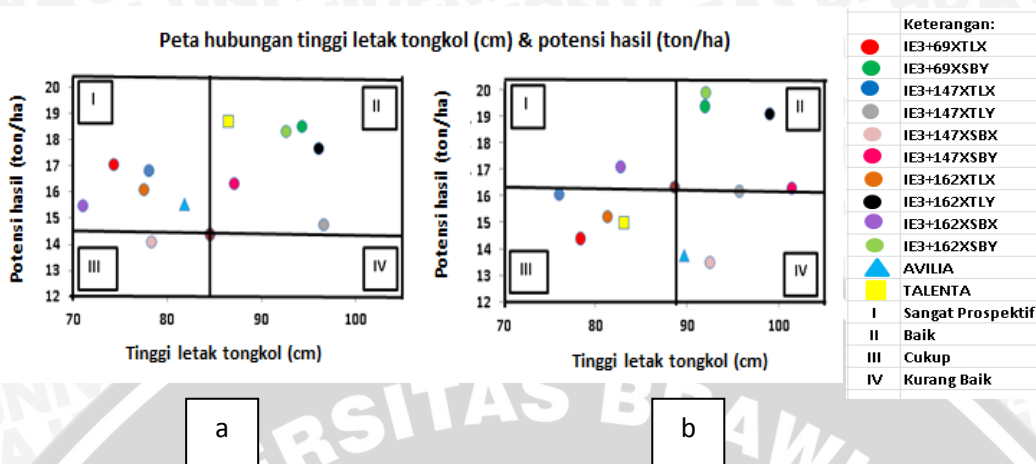 Peta hubungan tinggi letak tongkol (cm) & potensi hasil (ton/ha)
Potensi hasil (ton/ha)
20
19
18
17
16
15
14
13
12
I
II
III
IV
70
80
90
100
Tinggi letak tongkol (cm)
a
Potensi hasil (ton/ha)
20
19
18
17
16
15
14
13
12
I
II
III
IV
70
80
90
100
Tinggi letak tongkol (cm)
b
Keterangan:
IE3+69XTLX
IE3+69XSBY
IE3+147XTLX
IE3+147XTLY
IE3+147XSBX
IE3+147XSBY
IE3+162XTLX
IE3+162XTLY
IE3+162XSBX
IE3+162XSBY
AVILIA
TALENTA
I Sangat Prospektif
II Baik
III Cukup
IV Kurang Baik